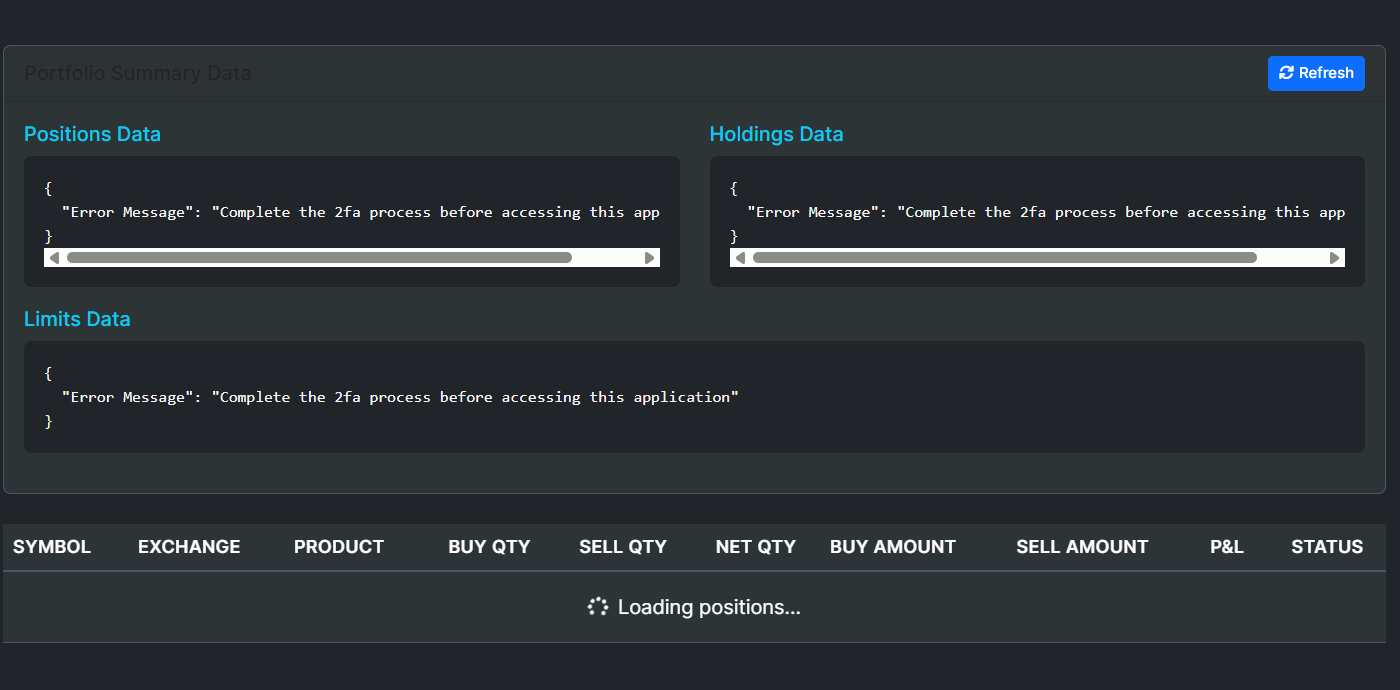 Portfolio Summary Data
Refresh
Positions Data
{
"Error Message": "Complete the 2fa process before accessing this app
}
Holdings Data
{
"Error Message": "Complete the 2fa process before accessing this app
}
Limits Data
{
"Error Message": "Complete the 2fa process before accessing this application"
}
SYMBOL EXCHANGE PRODUCT BUY QTY SELL QTY NET QTY BUY AMOUNT SELL AMOUNT P&L STATUS
Loading positions...